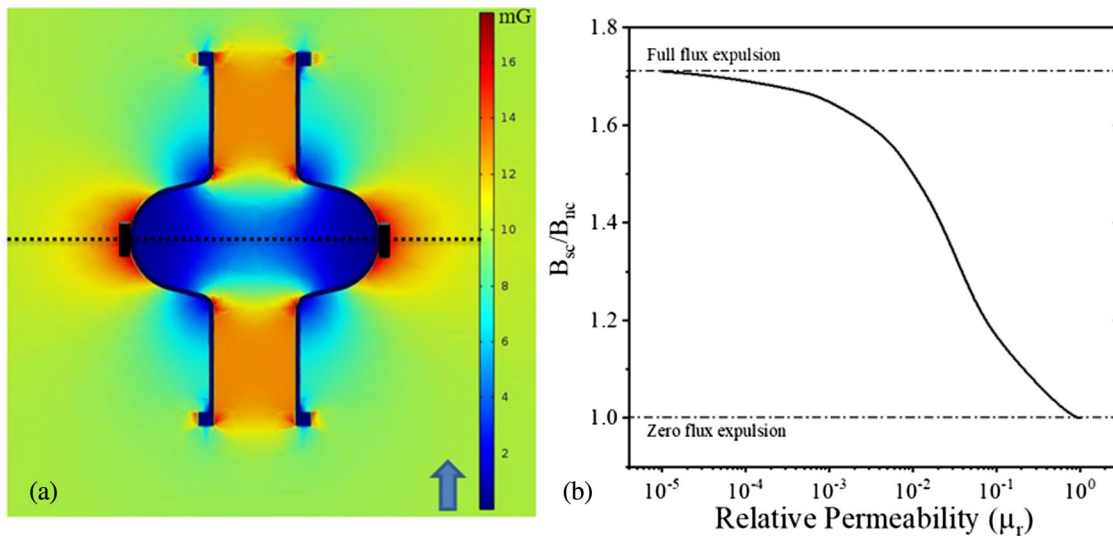 mG
16
14
12
10
8
6
4
2
(a)
1.8
1.6
1.4
1.2
1.0
B_sc/B_nc
Full flux expulsion
Zero flux expulsion
10^-5 10^-4 10^-3 10^-2 10^-1 10^0
Relative Permeability (μ_r)
(b)